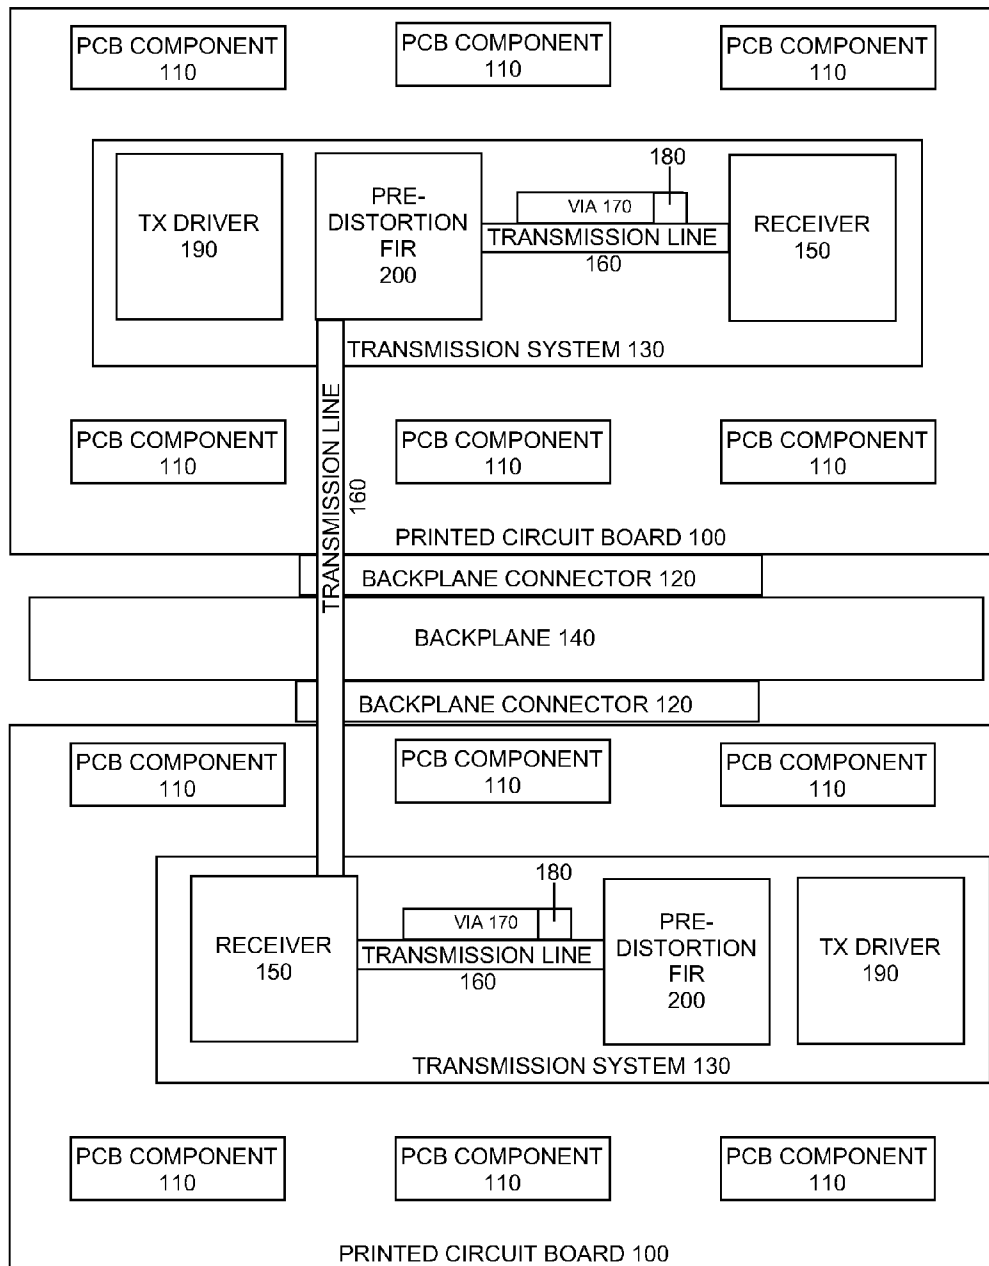 PCB COMPONENT
110
PCB COMPONENT
110
PCB COMPONENT
110
TX DRIVER
190
PRE-
DISTORTION
FIR
200
180
VIA 170
TRANSMISSION LINE
160
RECEIVER
150
TRANSMISSION SYSTEM 130
PCB COMPONENT
110
TRANSMISSION LINE
160
PCB COMPONENT
110
PCB COMPONENT
110
PRINTED CIRCUIT BOARD 100
BACKPLANE CONNECTOR 120
BACKPLANE 140
BACKPLANE CONNECTOR 120
PCB COMPONENT
110
PCB COMPONENT
110
PCB COMPONENT
110
RECEIVER
150
180
VIA 170
TRANSMISSION LINE
160
PRE-
DISTORTION
FIR
200
TX DRIVER
190
TRANSMISSION SYSTEM 130
PCB COMPONENT
110
PCB COMPONENT
110
PCB COMPONENT
110
PRINTED CIRCUIT BOARD 100